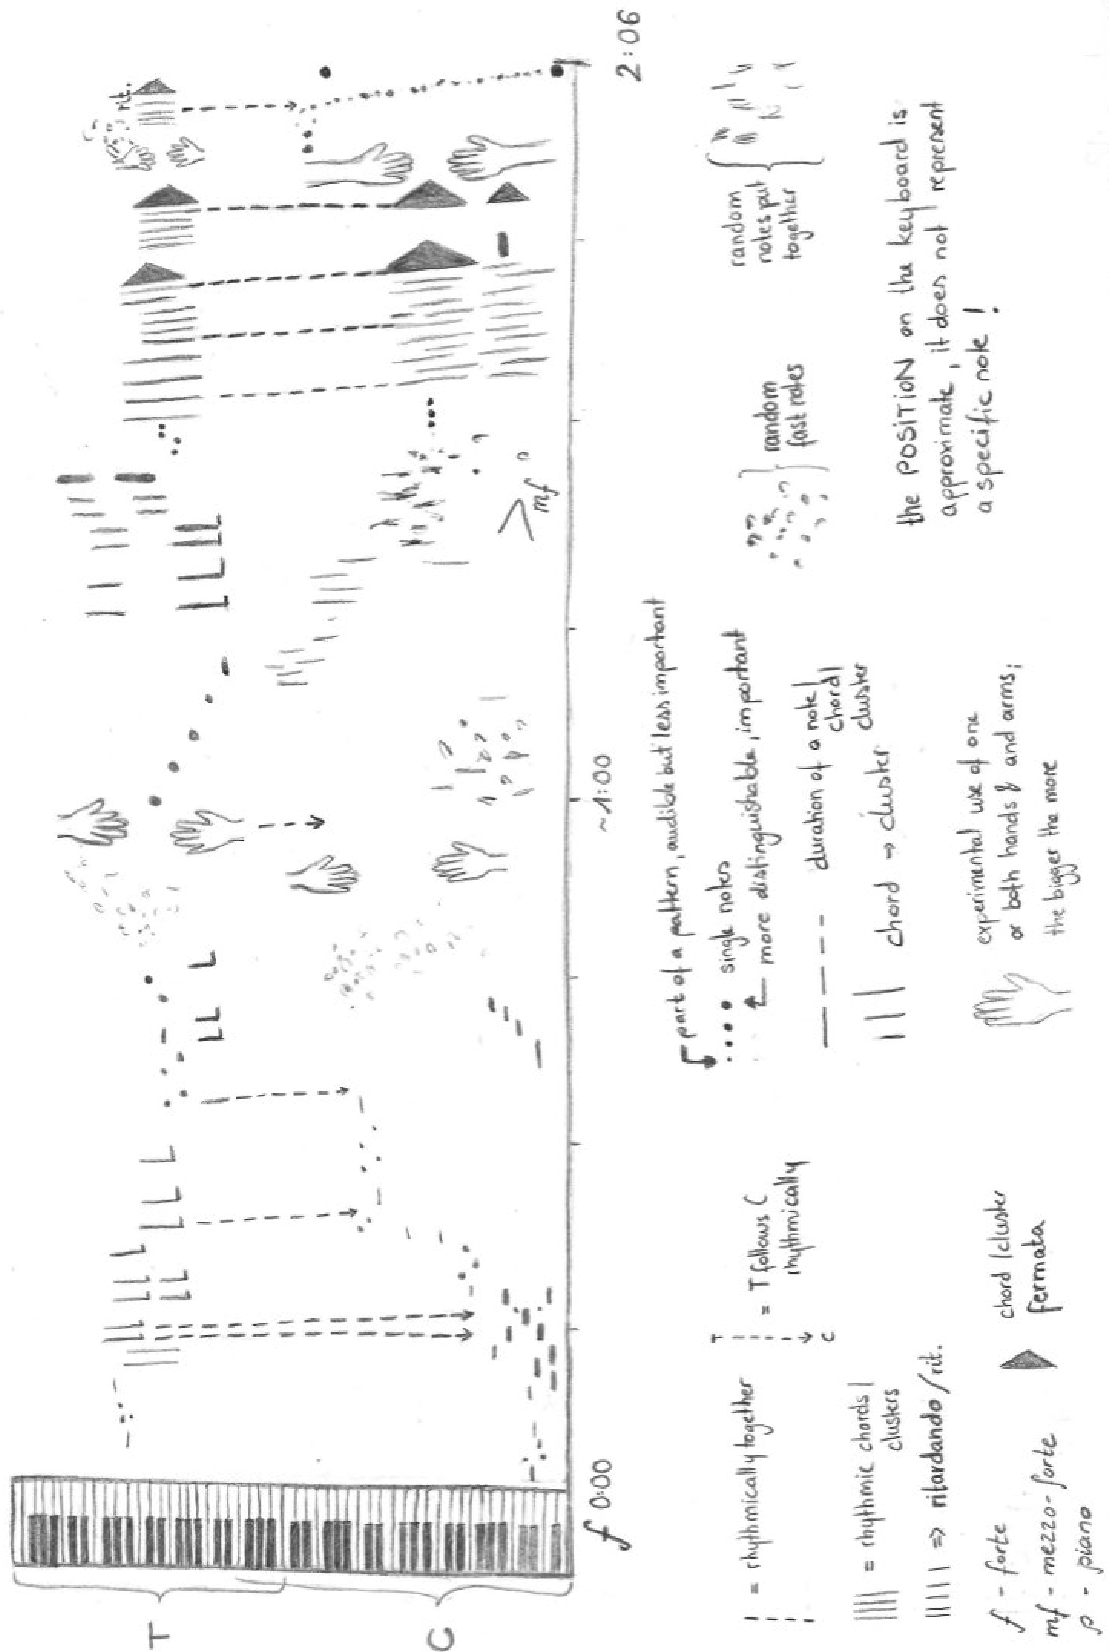 T
C
rit.
mf
f 0:00
~1:00
2:06
part of a pattern, audible but less important
single notes
more distinguishable, important
duration of a note/
chord/
cluster
chord → cluster
experimental use of one
or both hands & and arms;
the bigger the more
= rhythmically together
T
C
= T follows C
rhythmically
= rhythmic chords/
clusters
=> ritardando/rit.
f - forte
mf - mezzo-forte
p - piano
chord/cluster
fermata
random
fast notes
random
notes put
together
the POSITION on the keyboard is
approximate, it does not represent
a specific note!